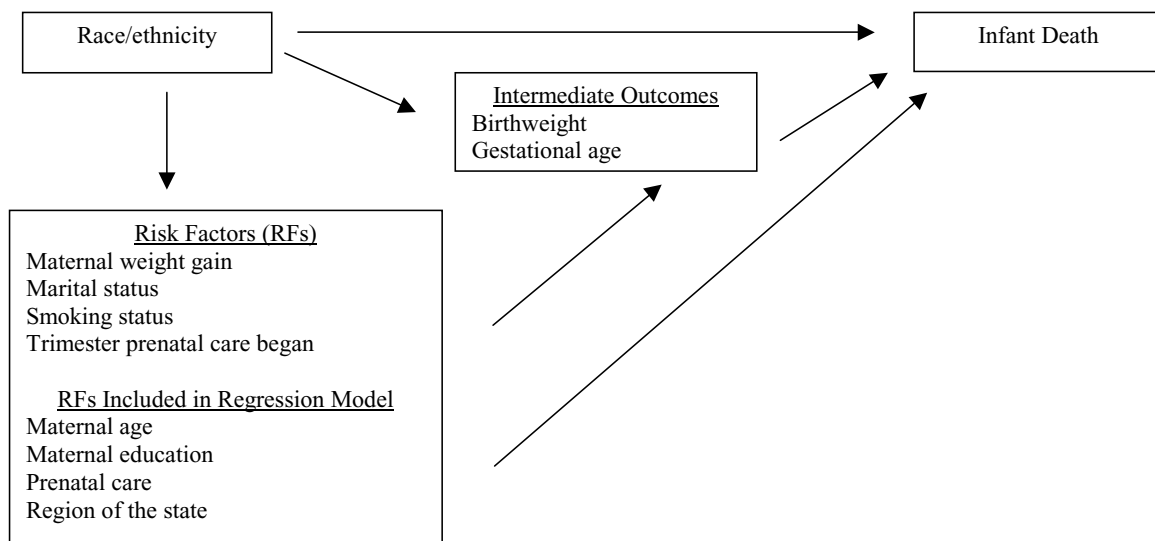 Race/ethnicity
Infant Death
Intermediate Outcomes
Birthweight
Gestational age
Risk Factors (RFs)
Maternal weight gain
Marital status
Smoking status
Trimester prenatal care began
RFs Included in Regression Model
Maternal age
Maternal education
Prenatal care
Region of the state